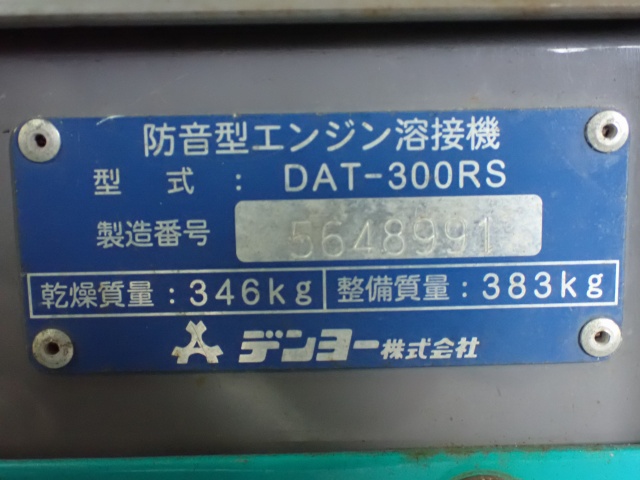 防音型エンジン溶接機
型式：DAT-300RS
製造番号 5648991
乾燥質量：346kg 整備質量：383kg
デンヨー株式会社